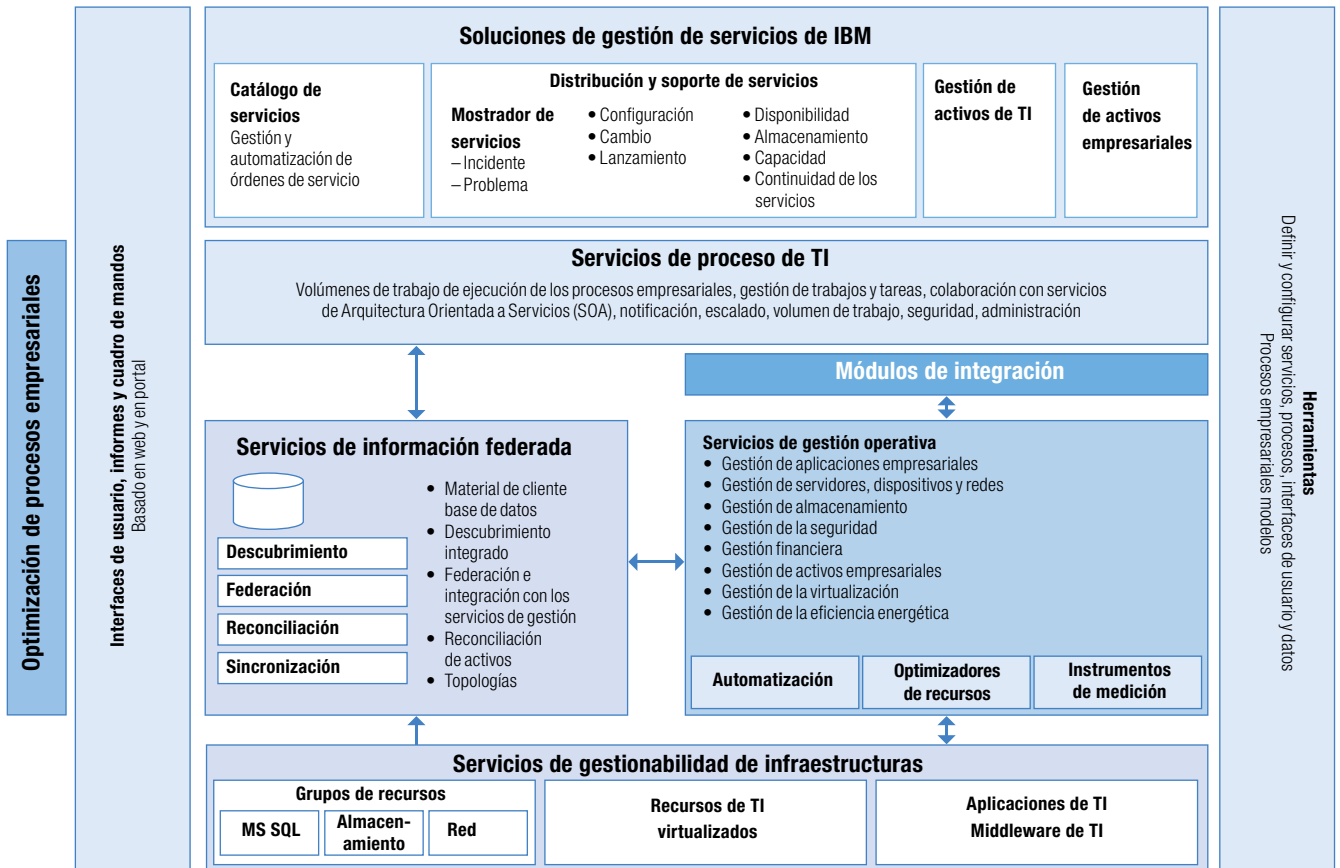 Optimización de procesos empresariales
Interfaces de usuario, informes y cuadro de mandos
Basado en web y en portal
Soluciones de gestión de servicios de IBM
Catálogo de
servicios
Gestión y
automatización de
órdenes de servicio
Distribución y soporte de servicios
Mostrador de
servicios
– Incidente
– Problema
• Configuración
• Cambio
• Lanzamiento
• Disponibilidad
• Almacenamiento
• Capacidad
• Continuidad de los
servicios
Gestión de
activos de TI
Gestión
de activos
empresariales
Servicios de proceso de TI
Volúmenes de trabajo de ejecución de los procesos empresariales, gestión de trabajos y tareas, colaboración con servicios
de Arquitectura Orientada a Servicios (SOA), notificación, escalado, volumen de trabajo, seguridad, administración
Módulos de integración
Servicios de información federada
Descubrimiento
Federación
Reconciliación
Sincronización
• Material de cliente
base de datos
• Descubrimiento
integrado
• Federación e
integración con los
servicios de gestión
• Reconciliación
de activos
• Topologías
Servicios de gestión operativa
• Gestión de aplicaciones empresariales
• Gestión de servidores, dispositivos y redes
• Gestión de almacenamiento
• Gestión de la seguridad
• Gestión financiera
• Gestión de activos empresariales
• Gestión de la virtualización
• Gestión de la eficiencia energética
Automatización
Optimizadores
de recursos
Instrumentos
de medición
Servicios de gestionabilidad de infraestructuras
Grupos de recursos
MS SQL
Almacen-
amiento
Red
Recursos de TI
virtualizados
Aplicaciones de TI
Middleware de TI
Herramientas
Definir y configurar servicios, procesos, interfaces de usuario y datos
Procesos empresariales modelos